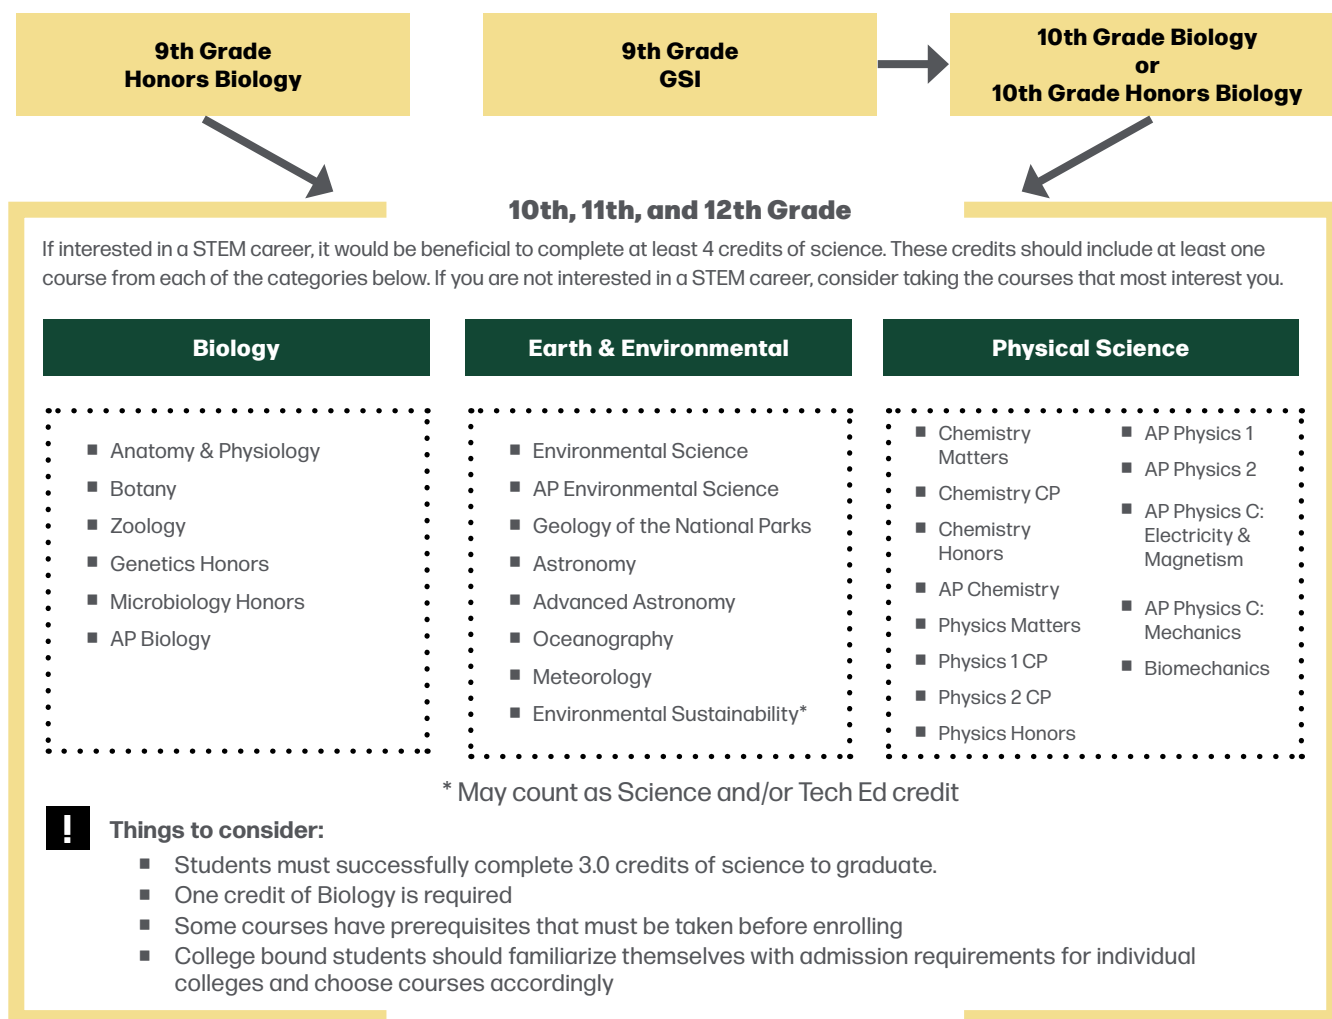 9th Grade
Honors Biology
9th Grade
GSI
10th Grade Biology
or
10th Grade Honors Biology
10th, 11th, and 12th Grade
If interested in a STEM career, it would be beneficial to complete at least 4 credits of science. These credits should include at least one
course from each of the categories below. If you are not interested in a STEM career, consider taking the courses that most interest you.
Biology
Anatomy & Physiology
Botany
Zoology
Genetics Honors
Microbiology Honors
AP Biology
Earth & Environmental
Environmental Science
AP Environmental Science
Geology of the National Parks
Astronomy
Advanced Astronomy
Oceanography
Meteorology
Environmental Sustainability*
Physical Science
Chemistry
Matters
Chemistry CP
Chemistry
Honors
AP Chemistry
Physics Matters
Physics 1 CP
Physics 2 CP
Physics Honors
AP Physics 1
AP Physics 2
AP Physics C:
Electricity &
Magnetism
AP Physics C:
Mechanics
Biomechanics
* May count as Science and/or Tech Ed credit
!
Things to consider:
Students must successfully complete 3.0 credits of science to graduate.
One credit of Biology is required
Some courses have prerequisites that must be taken before enrolling
College bound students should familiarize themselves with admission requirements for individual
colleges and choose courses accordingly